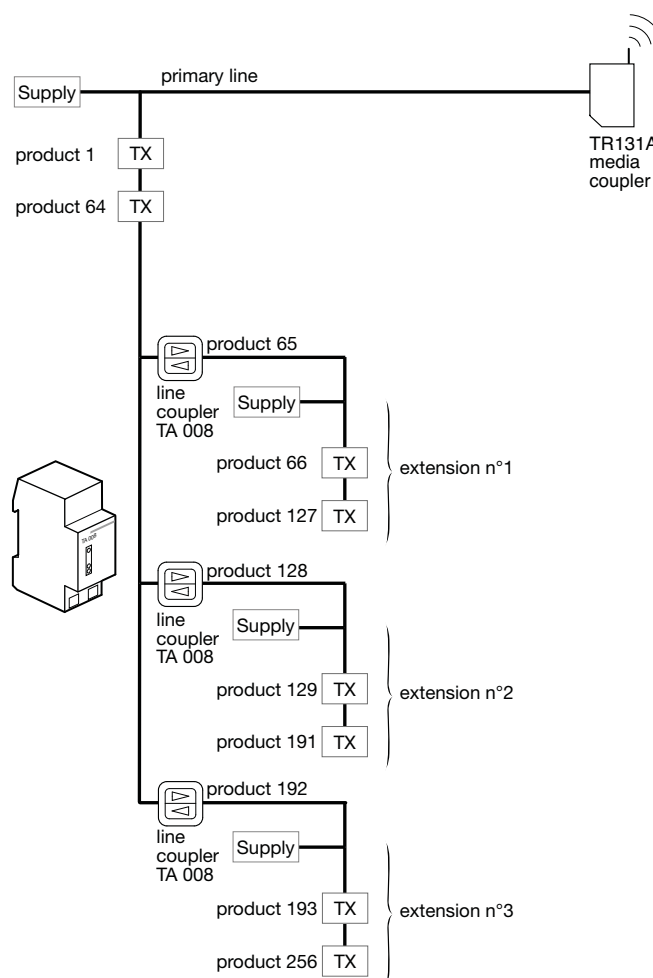 primary line
Supply
TR131A
media
coupler
product 1 TX
product 64 TX
product 65
line
coupler
TA 008
Supply
product 66 TX
extension n°1
product 127 TX
TA 008
product 128
line
coupler
TA 008
Supply
product 129 TX
extension n°2
product 191 TX
product 192
line
coupler
TA 008
Supply
product 193 TX
extension n°3
product 256 TX